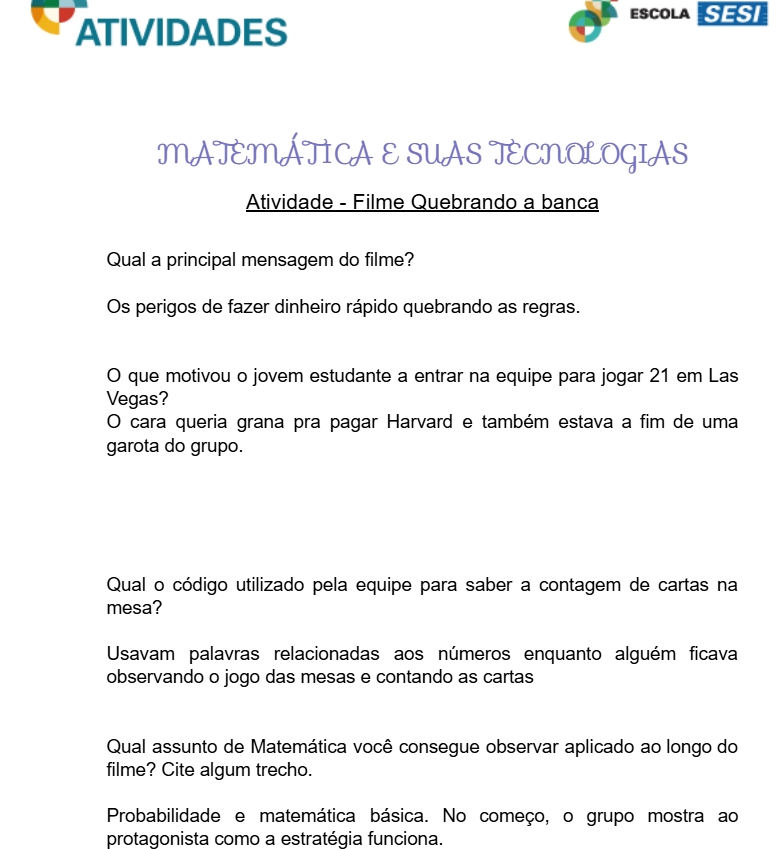 ATIVIDADES
ESCOLA SESI
MATEMÁTICA E SUAS TECNOLOGIAS
Atividade - Filme Quebrando a banca
Qual a principal mensagem do filme?
Os perigos de fazer dinheiro rápido quebrando as regras.
O que motivou o jovem estudante a entrar na equipe para jogar 21 em Las
Vegas?
O cara queria grana pra pagar Harvard e também estava a fim de uma
garota do grupo.
Qual o código utilizado pela equipe para saber a contagem de cartas na
mesa?
Usavam palavras relacionadas aos números enquanto alguém ficava
observando o jogo das mesas e contando as cartas
Qual assunto de Matemática você consegue observar aplicado ao longo do
filme? Cite algum trecho.
Probabilidade e matemática básica. No começo, o grupo mostra ao
protagonista como a estratégia funciona.